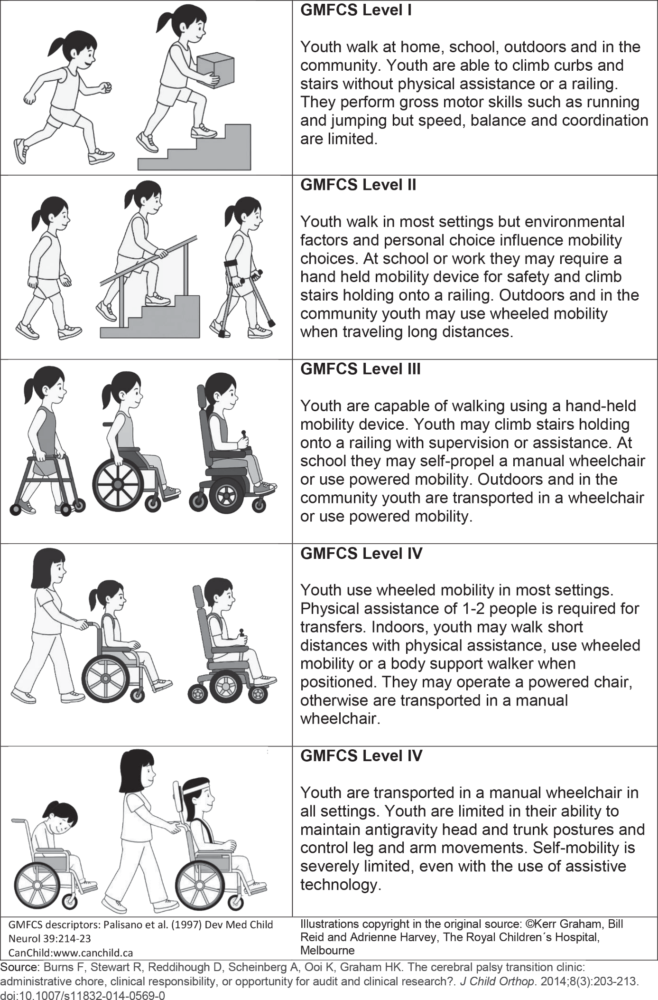 GMFCS Level I
Youth walk at home, school, outdoors and in the
community. Youth are able to climb curbs and
stairs without physical assistance or a railing.
They perform gross motor skills such as running
and jumping but speed, balance and coordination
are limited.
GMFCS Level II
Youth walk in most settings but environmental
factors and personal choice influence mobility
choices. At school or work they may require a
hand held mobility device for safety and climb
stairs holding onto a railing. Outdoors and in the
community youth may use wheeled mobility
when traveling long distances.
GMFCS Level III
Youth are capable of walking using a hand-held
mobility device. Youth may climb stairs holding
onto a railing with supervision or assistance. At
school they may self-propel a manual wheelchair
or use powered mobility. Outdoors and in the
community youth are transported in a wheelchair
or use powered mobility.
GMFCS Level IV
Youth use wheeled mobility in most settings.
Physical assistance of 1-2 people is required for
transfers. Indoors, youth may walk short
distances with physical assistance, use wheeled
mobility or a body support walker when
positioned. They may operate a powered chair,
otherwise are transported in a manual
wheelchair.
GMFCS Level IV
Youth are transported in a manual wheelchair in
all settings. Youth are limited in their ability to
maintain antigravity head and trunk postures and
control leg and arm movements. Self-mobility is
severely limited, even with the use of assistive
technology.
GMFCS descriptors: Palisano et al. (1997) Dev Med Child
Neurol 39:214-23
CanChild:www.canchild.ca
Illustrations copyright in the original source: ©Kerr Graham, Bill
Reid and Adrienne Harvey, The Royal Children´s Hospital,
Melbourne
Source: Burns F, Stewart R, Reddihough D, Scheinberg A, Ooi K, Graham HK. The cerebral palsy transition clinic:
administrative chore, clinical responsibility, or opportunity for audit and clinical research?. J Child Orthop. 2014;8(3):203-213.
doi:10.1007/s11832-014-0569-0